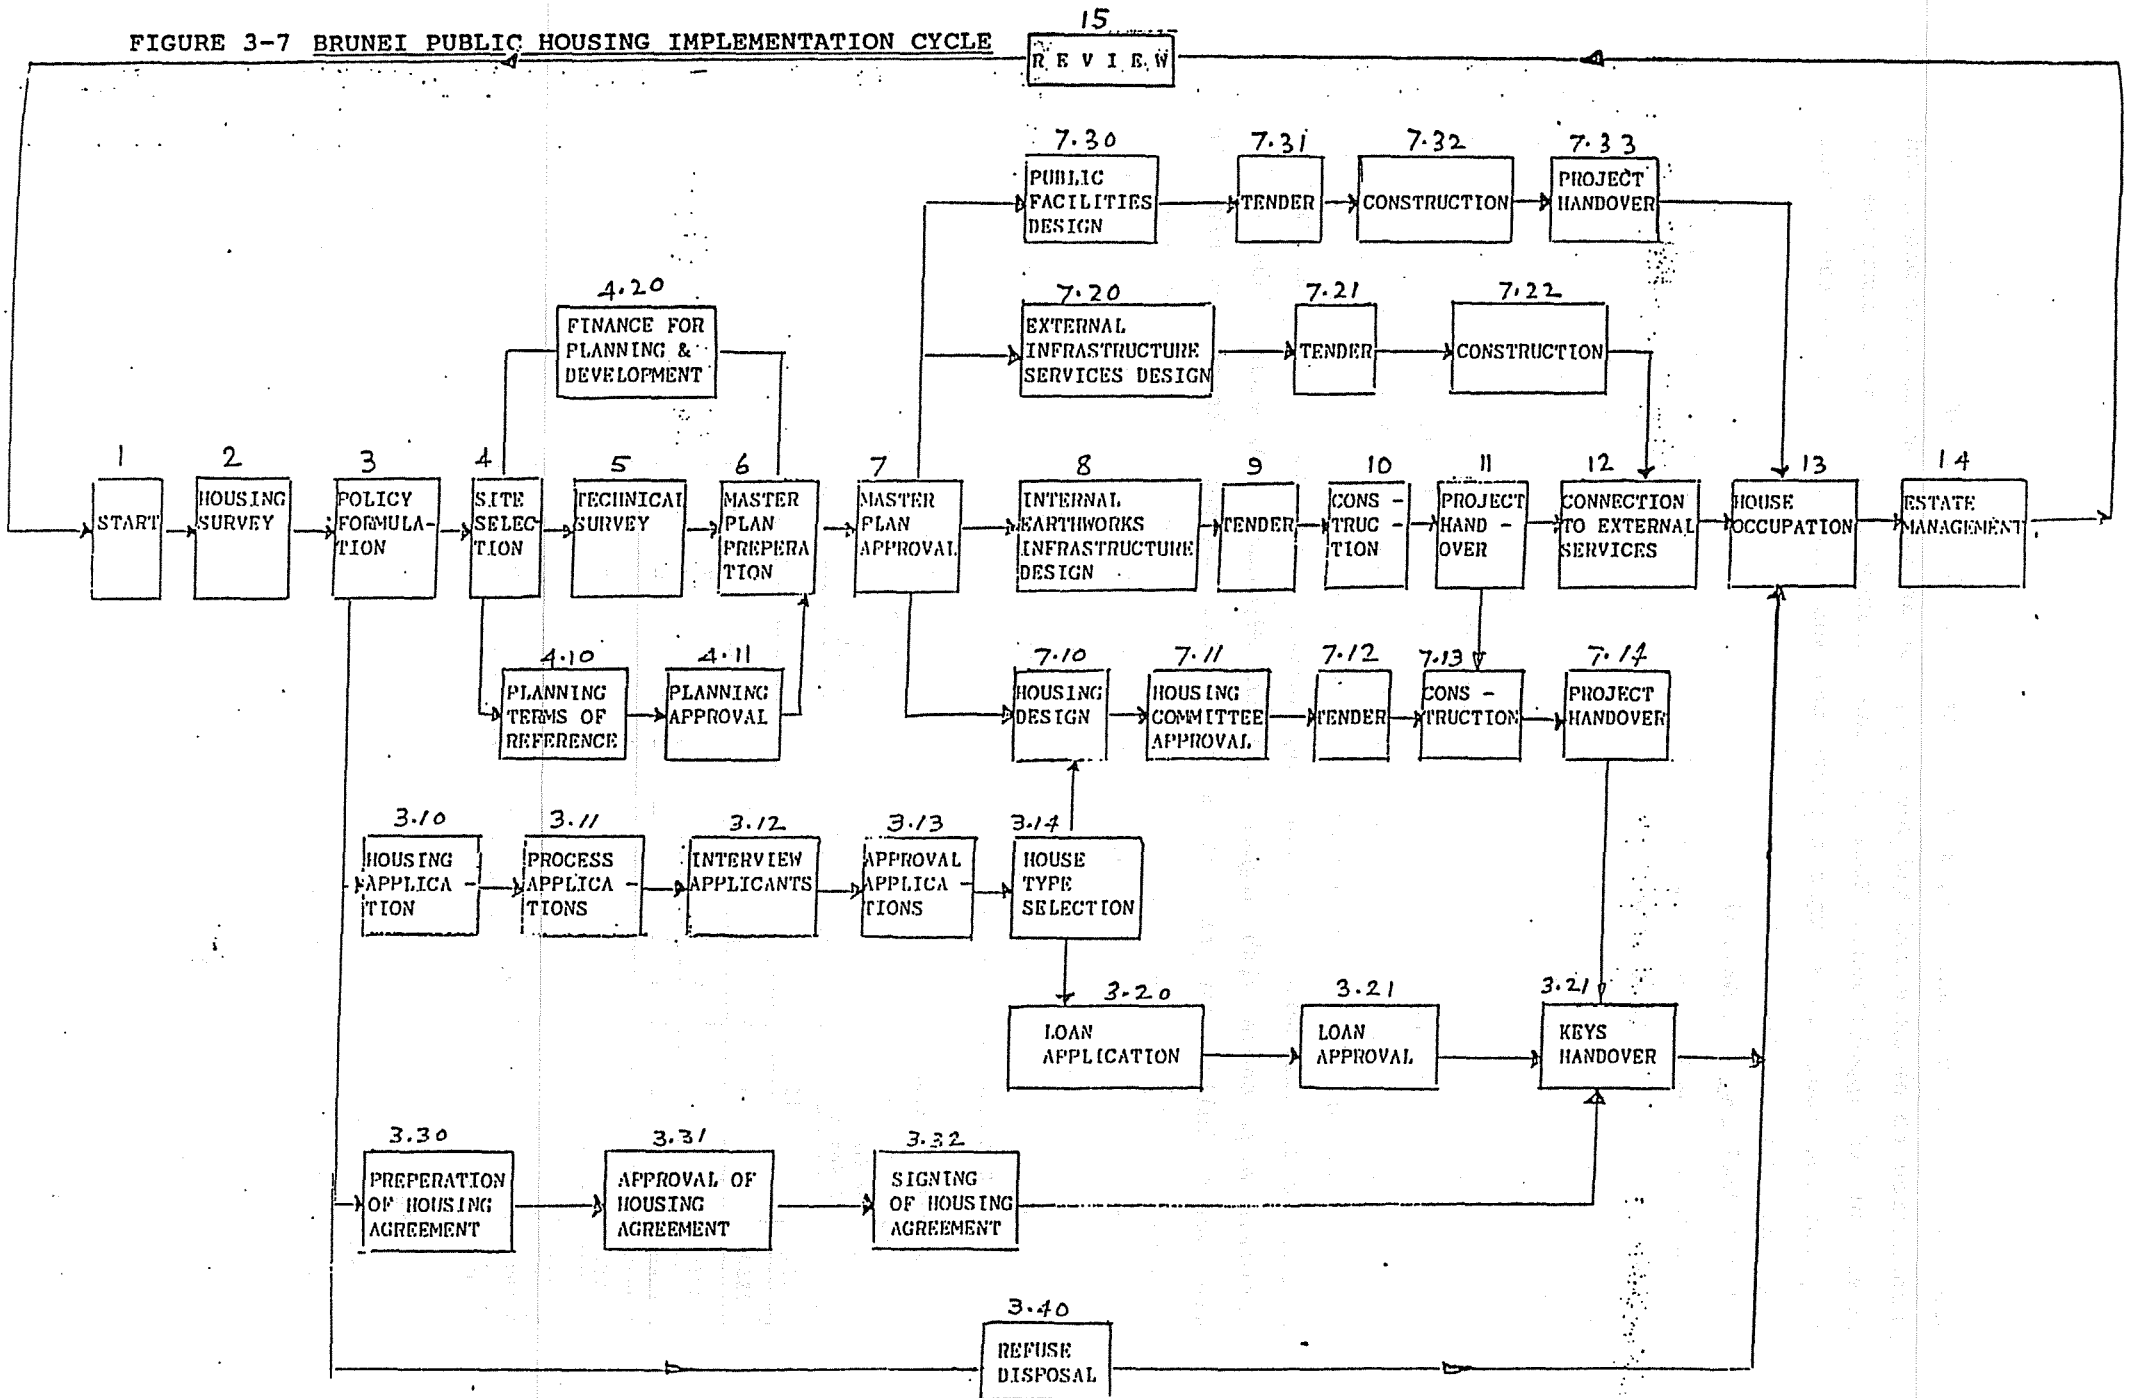 15
FIGURE 3-7 BRUNEI PUBLIC HOUSING IMPLEMENTATION CYCLE
REVIEW
7.30
7.31
7.32
7.33
PUBLIC
FACILITIES
DESIGN
TENDER
CONSTRUCTION
PROJECT
HANDOVER
4.20
FINANCE FOR
PLANNING &
DEVELOPMENT
7.20
7.21
7.22
EXTERNAL
INFRASTRUCTURE
SERVICES DESIGN
TENDER
CONSTRUCTION
1
START
2
HOUSING
SURVEY
3
POLICY
FORMULA-
TION
4
SITE
SELEC-
TION
5
TECHNICAL
SURVEY
6
MASTER
PLAN
PREPERA
TION
7
MASTER
PLAN
APPROVAL
8
INTERNAL
EARTHWORKS
INFRASTRUCTURE
DESIGN
9
TENDER
10
CONS -
TRUC -
TION
11
PROJECT
HAND -
OVER
12
CONNECTION
TO EXTERNAL
SERVICES
13
HOUSE
OCCUPATION
14
ESTATE
MANAGEMENT
4.10
PLANNING
TERMS OF
REFERENCE
4.11
PLANNING
APPROVAL
7.10
HOUSING
DESIGN
7.11
HOUSING
COMMITTEE
APPROVAL
7.12
TENDER
7.13
CONS -
TRUCTION
7.14
PROJECT
HANDOVER
3.10
HOUSING
APPLICA -
TION
3.11
PROCESS
APPLICA -
TIONS
3.12
INTERVIEW
APPLICANTS
3.13
APPROVAL
APPLICA -
TIONS
3.14
HOUSE
TYPE
SELECTION
3.20
LOAN
APPLICATION
3.21
LOAN
APPROVAL
3.21
KEYS
HANDOVER
3.30
PREPERATION
OF HOUSING
AGREEMENT
3.31
APPROVAL OF
HOUSING
AGREEMENT
3.32
SIGNING
OF HOUSING
AGREEMENT
3.40
REFUSE
DISPOSAL